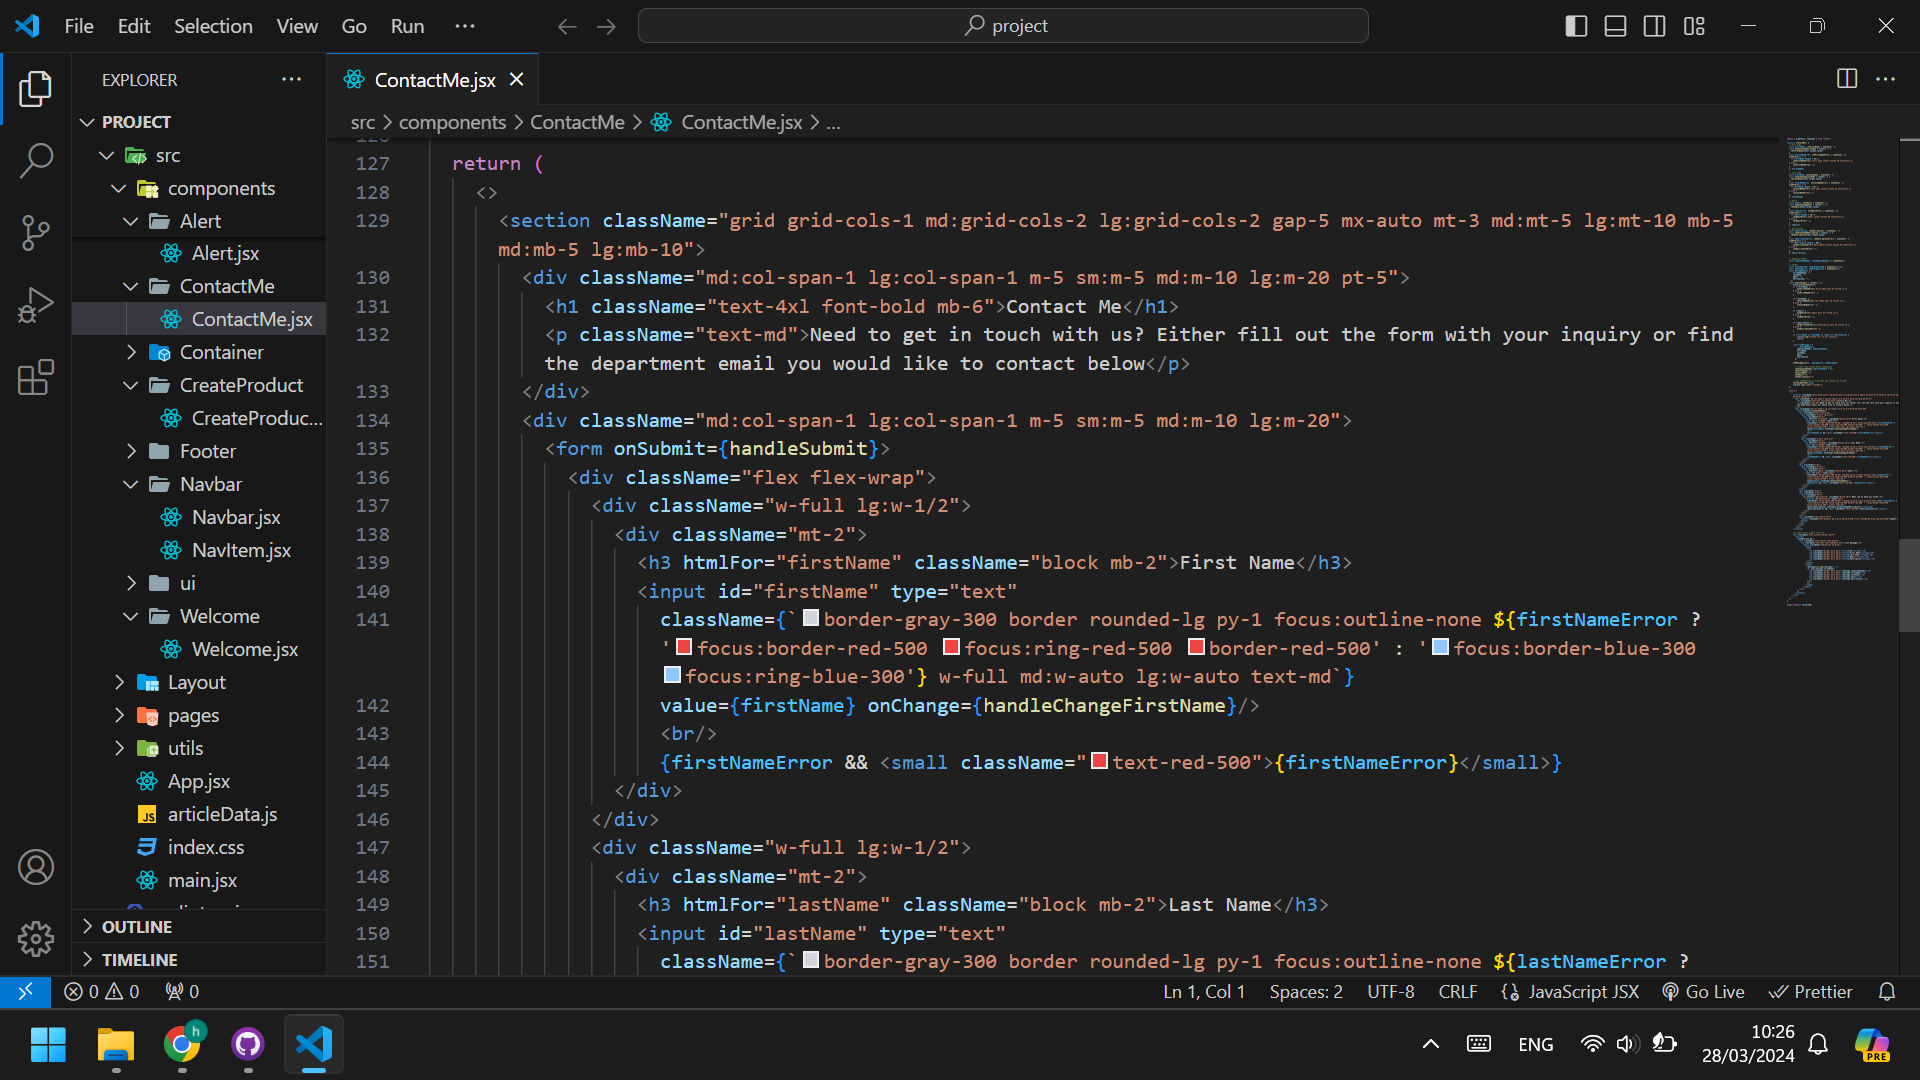 File Edit Selection View Go Run ...
project
EXPLORER
ContactMe.jsx
PROJECT
src > components > ContactMe > ContactMe.jsx > ...
src
components
Alert
Alert.jsx
ContactMe
ContactMe.jsx
Container
CreateProduct
CreateProduc...
Footer
Navbar
Navbar.jsx
NavItem.jsx
ui
Welcome
Welcome.jsx
Layout
pages
utils
App.jsx
articleData.js
index.css
main.jsx
OUTLINE
TIMELINE
127 return (
128 <>
129 <section className="grid grid-cols-1 md:grid-cols-2 lg:grid-cols-2 gap-5 mx-auto mt-3 md:mt-5 lg:mt-10 mb-5
md:mb-5 lg:mb-10">
130 <div className="md:col-span-1 lg:col-span-1 m-5 sm:m-5 md:m-10 lg:m-20 pt-5">
131 <h1 className="text-4xl font-bold mb-6">Contact Me</h1>
132 <p className="text-md">Need to get in touch with us? Either fill out the form with your inquiry or find
the department email you would like to contact below</p>
133 </div>
134 <div className="md:col-span-1 lg:col-span-1 m-5 sm:m-5 md:m-10 lg:m-20">
135 <form onSubmit={handleSubmit}>
136 <div className="flex flex-wrap">
137 <div className="w-full lg:w-1/2">
138 <div className="mt-2">
139 <h3 htmlFor="firstName" className="block mb-2">First Name</h3>
140 <input id="firstName" type="text"
141 className={`border-gray-300 border rounded-lg py-1 focus:outline-none ${firstNameError ?
'focus:border-red-500 focus:ring-red-500 border-red-500' : 'focus:border-blue-300
focus:ring-blue-300'} w-full md:w-auto lg:w-auto text-md`}
142 value={firstName} onChange={handleChangeFirstName}/>
143 <br/>
144 {firstNameError && <small className="text-red-500">{firstNameError}</small>}
145 </div>
146 </div>
147 <div className="w-full lg:w-1/2">
148 <div className="mt-2">
149 <h3 htmlFor="lastName" className="block mb-2">Last Name</h3>
150 <input id="lastName" type="text"
151 className={`border-gray-300 border rounded-lg py-1 focus:outline-none ${lastNameError ?
0 0 0 Ln 1, Col 1 Spaces: 2 UTF-8 CRLF JavaScript JSX Go Live Prettier
ENG
10:26
28/03/2024
PRE